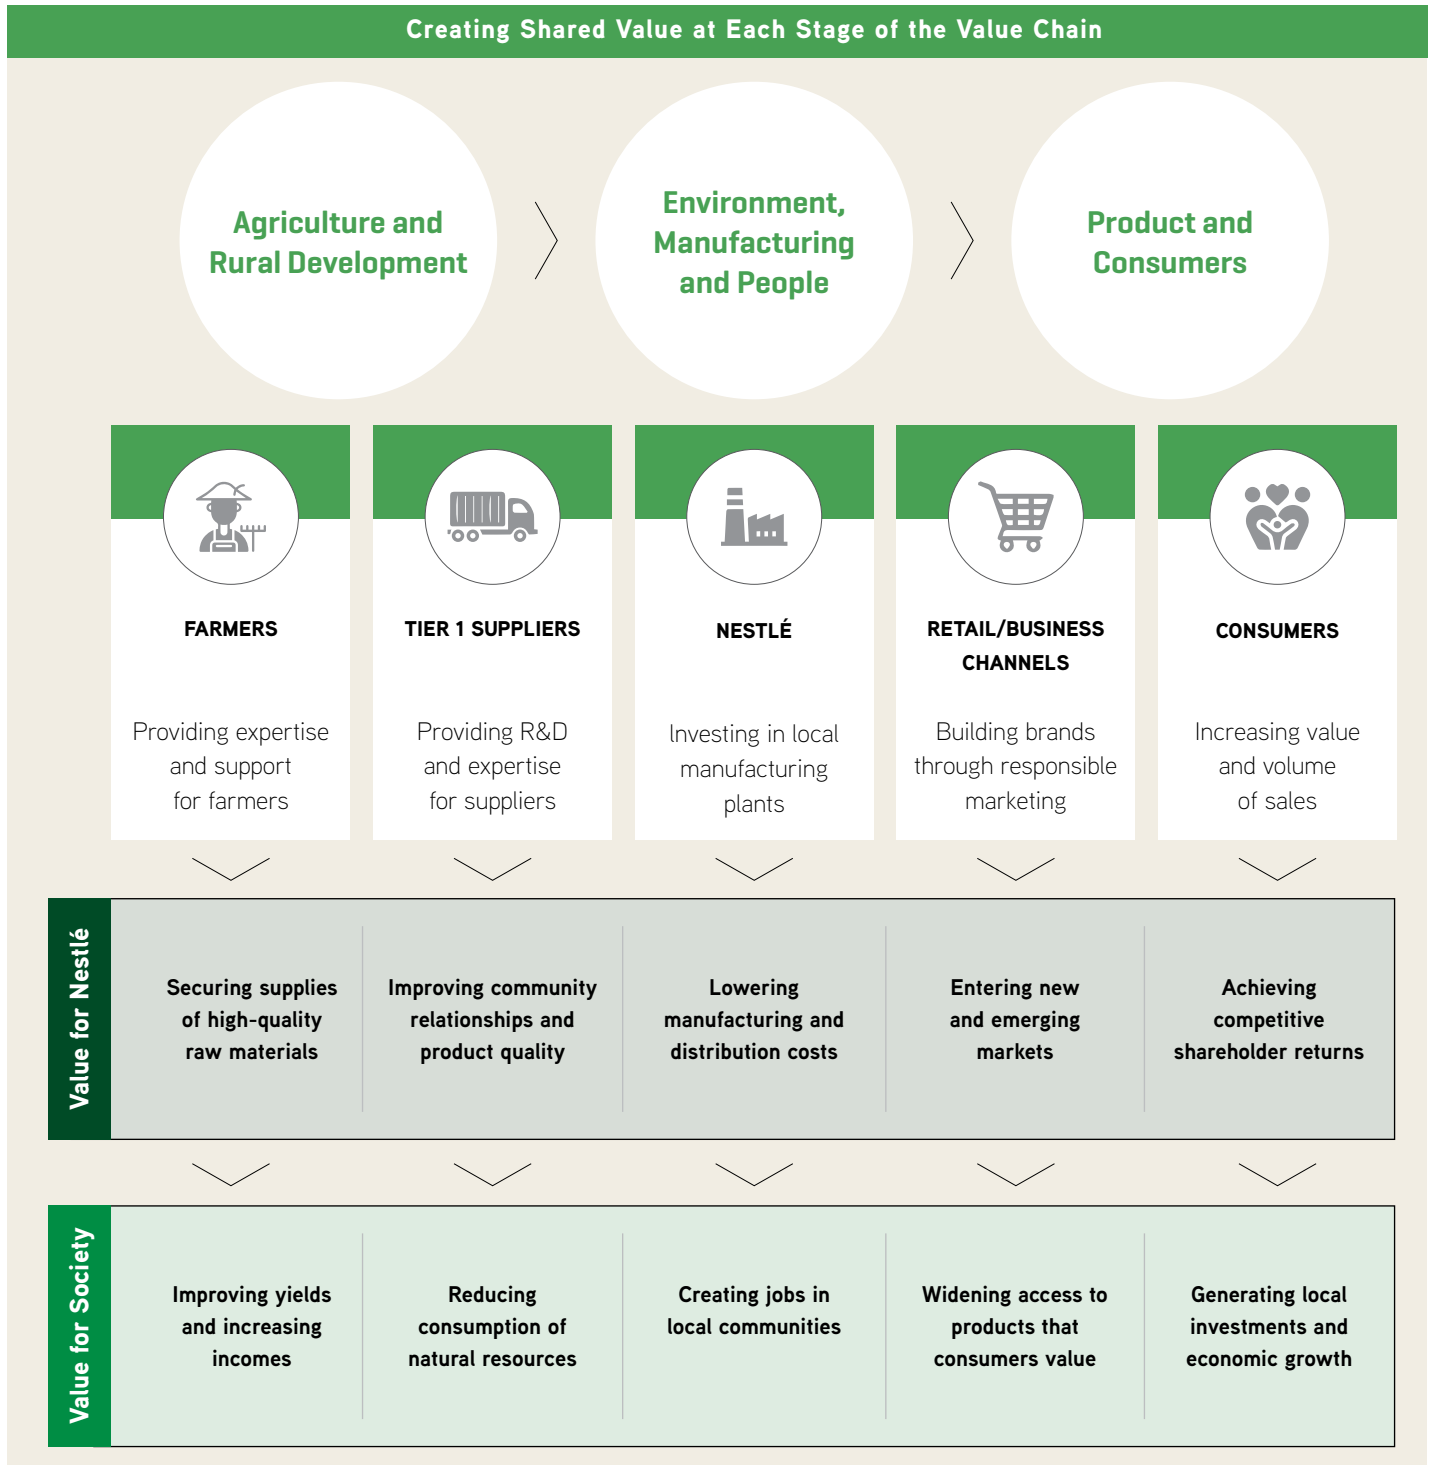 Creating Shared Value at Each Stage of the Value Chain
Agriculture and
Rural Development
Environment,
Manufacturing
and People
Product and
Consumers
FARMERS
Providing expertise
and support
for farmers
TIER 1 SUPPLIERS
Providing R&D
and expertise
for suppliers
NESTLÉ
Investing in local
manufacturing
plants
RETAIL/BUSINESS
CHANNELS
Building brands
through responsible
marketing
CONSUMERS
Increasing value
and volume
of sales
Value for Nestlé
Securing supplies
of high-quality
raw materials
Improving community
relationships and
product quality
Lowering
manufacturing and
distribution costs
Entering new
and emerging
markets
Achieving
competitive
shareholder returns
Value for Society
Improving yields
and increasing
incomes
Reducing
consumption of
natural resources
Creating jobs in
local communities
Widening access to
products that
consumers value
Generating local
investments and
economic growth